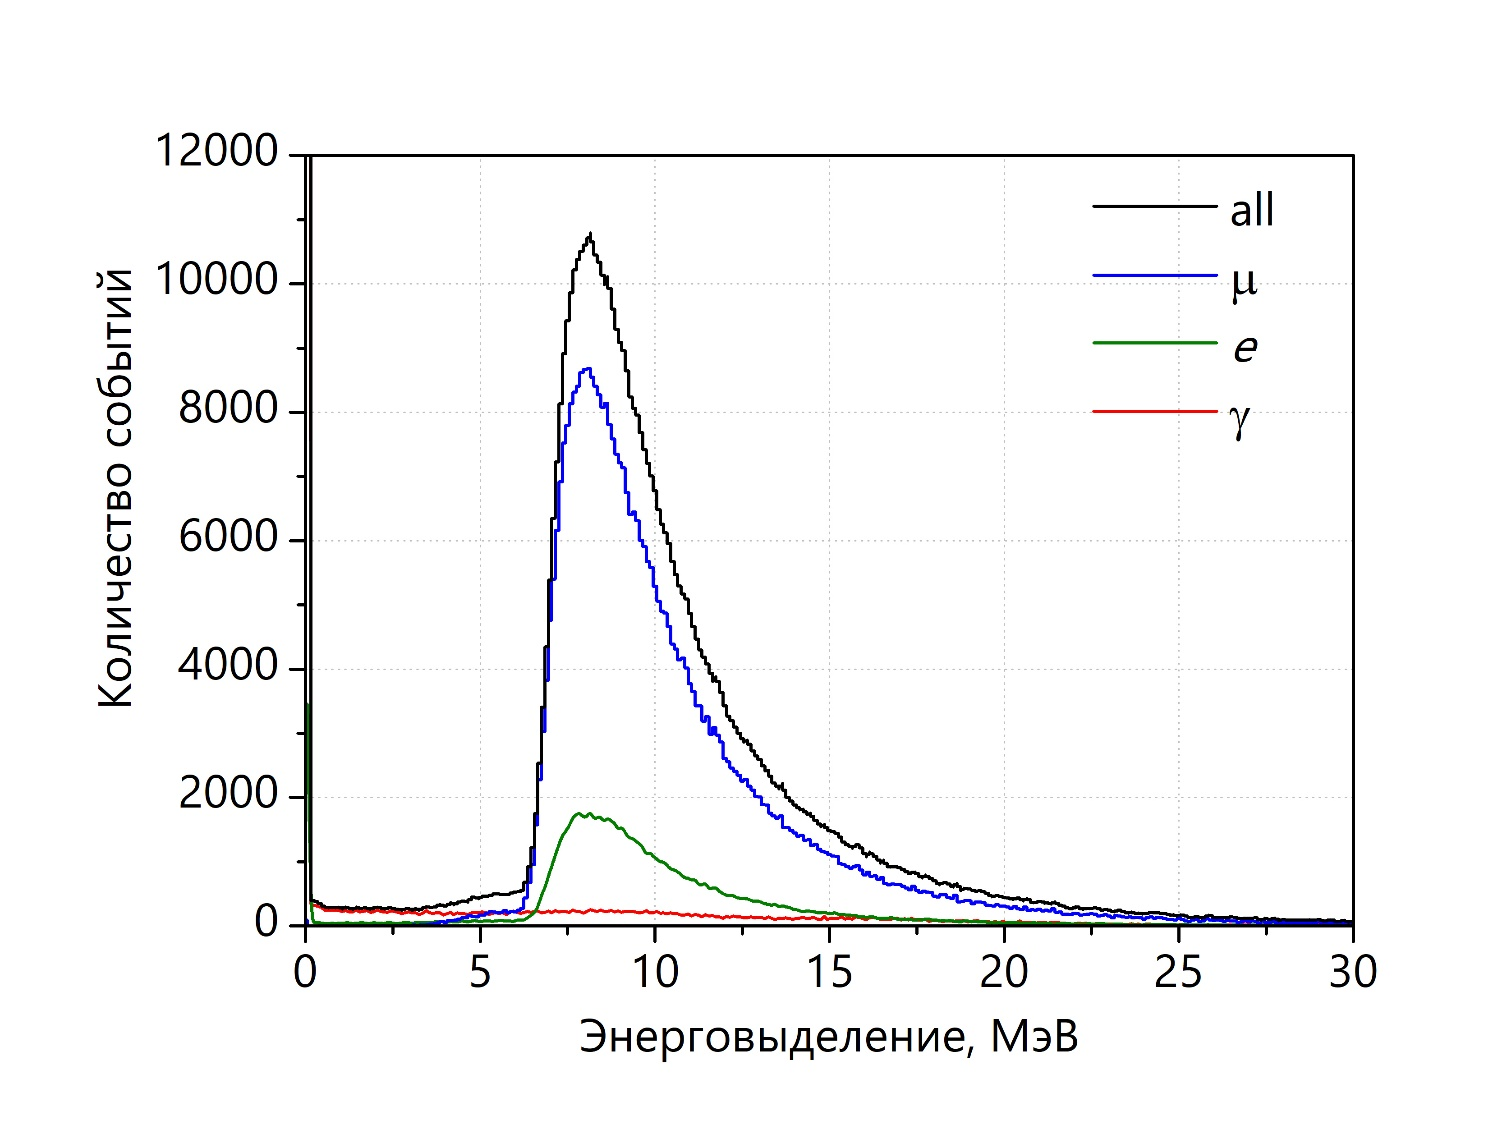 12000
10000
8000
6000
4000
2000
0
Количество событий
all
μ
e
γ
0 5 10 15 20 25 30
Энерговыделение, МэВ